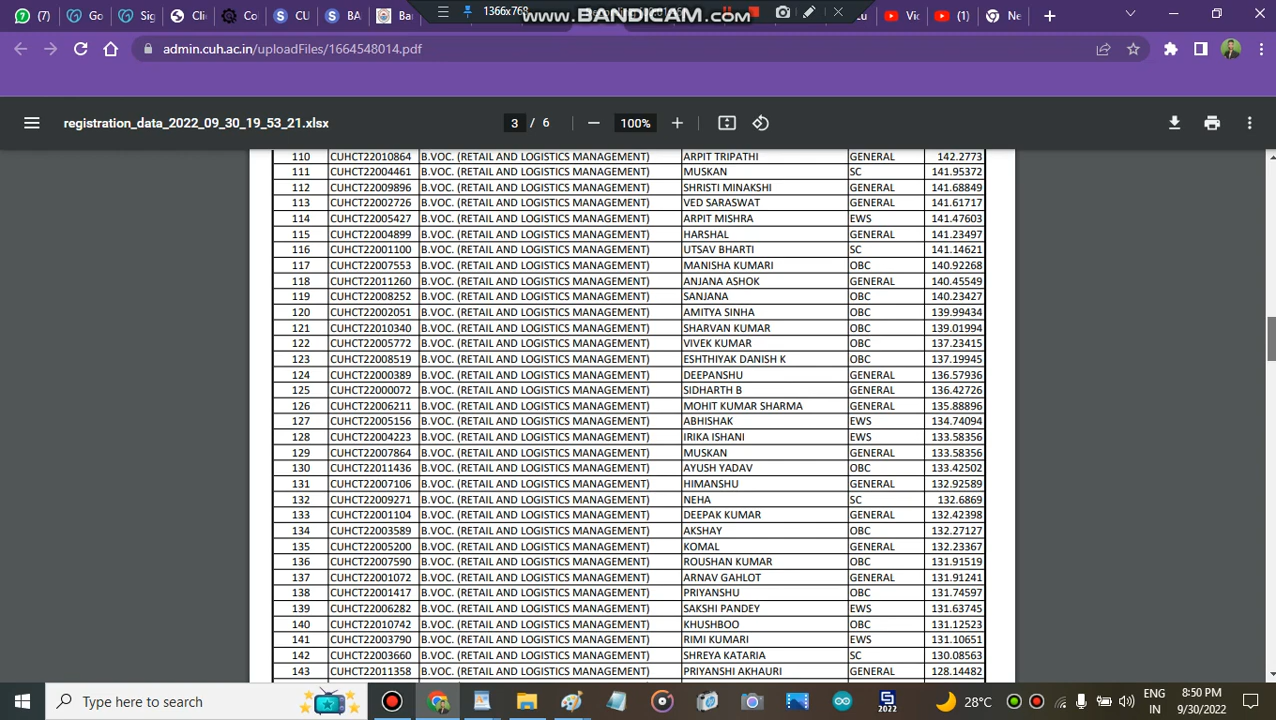 Go
Sig
Cli
Co
CU
BA
Bar
1366x768
www.BANDICAM.com
Vic
(1)
Ne
admin.cuh.ac.in/uploadFiles/1664548014.pdf
registration_data_2022_09_30_19_53_21.xlsx
3 / 6
100%
110 CUHCT22010864 B.VOC. (RETAIL AND LOGISTICS MANAGEMENT) ARPIT TRIPATHI GENERAL 142.2773
111 CUHCT22004461 B.VOC. (RETAIL AND LOGISTICS MANAGEMENT) MUSKAN SC 141.95372
112 CUHCT22009896 B.VOC. (RETAIL AND LOGISTICS MANAGEMENT) SHRISTI MINAKSHI GENERAL 141.68849
113 CUHCT22002726 B.VOC. (RETAIL AND LOGISTICS MANAGEMENT) VED SARASWAT GENERAL 141.61717
114 CUHCT22005427 B.VOC. (RETAIL AND LOGISTICS MANAGEMENT) ARPIT MISHRA EWS 141.47603
115 CUHCT22004899 B.VOC. (RETAIL AND LOGISTICS MANAGEMENT) HARSHAL GENERAL 141.23497
116 CUHCT22001100 B.VOC. (RETAIL AND LOGISTICS MANAGEMENT) UTSAV BHARTI SC 141.14621
117 CUHCT22007553 B.VOC. (RETAIL AND LOGISTICS MANAGEMENT) MANISHA KUMARI OBC 140.92268
118 CUHCT22011260 B.VOC. (RETAIL AND LOGISTICS MANAGEMENT) ANJANA ASHOK GENERAL 140.45549
119 CUHCT22008252 B.VOC. (RETAIL AND LOGISTICS MANAGEMENT) SANJANA OBC 140.23427
120 CUHCT22002051 B.VOC. (RETAIL AND LOGISTICS MANAGEMENT) AMITYA SINHA OBC 139.99434
121 CUHCT22010340 B.VOC. (RETAIL AND LOGISTICS MANAGEMENT) SHARVAN KUMAR OBC 139.01994
122 CUHCT22005772 B.VOC. (RETAIL AND LOGISTICS MANAGEMENT) VIVEK KUMAR OBC 137.23415
123 CUHCT22008519 B.VOC. (RETAIL AND LOGISTICS MANAGEMENT) ESHTHIYAK DANISH K OBC 137.19945
124 CUHCT22000389 B.VOC. (RETAIL AND LOGISTICS MANAGEMENT) DEEPANSHU GENERAL 136.57936
125 CUHCT22000072 B.VOC. (RETAIL AND LOGISTICS MANAGEMENT) SIDHARTH B GENERAL 136.42726
126 CUHCT22006211 B.VOC. (RETAIL AND LOGISTICS MANAGEMENT) MOHIT KUMAR SHARMA GENERAL 135.88896
127 CUHCT22005156 B.VOC. (RETAIL AND LOGISTICS MANAGEMENT) ABHISHAK EWS 134.74094
128 CUHCT22004223 B.VOC. (RETAIL AND LOGISTICS MANAGEMENT) IRIKA ISHANI EWS 133.58356
129 CUHCT22007864 B.VOC. (RETAIL AND LOGISTICS MANAGEMENT) MUSKAN GENERAL 133.58356
130 CUHCT22011436 B.VOC. (RETAIL AND LOGISTICS MANAGEMENT) AYUSH YADAV OBC 133.42502
131 CUHCT22007106 B.VOC. (RETAIL AND LOGISTICS MANAGEMENT) HIMANSHU GENERAL 132.92589
132 CUHCT22009271 B.VOC. (RETAIL AND LOGISTICS MANAGEMENT) NEHA SC 132.6869
133 CUHCT22001104 B.VOC. (RETAIL AND LOGISTICS MANAGEMENT) DEEPAK KUMAR GENERAL 132.42398
134 CUHCT22003589 B.VOC. (RETAIL AND LOGISTICS MANAGEMENT) AKSHAY OBC 132.27127
135 CUHCT22005200 B.VOC. (RETAIL AND LOGISTICS MANAGEMENT) KOMAL GENERAL 132.23367
136 CUHCT22007590 B.VOC. (RETAIL AND LOGISTICS MANAGEMENT) ROUSHAN KUMAR OBC 131.91519
137 CUHCT22001072 B.VOC. (RETAIL AND LOGISTICS MANAGEMENT) ARNAV GAHLOT GENERAL 131.91241
138 CUHCT22001417 B.VOC. (RETAIL AND LOGISTICS MANAGEMENT) PRIYANSHU OBC 131.74597
139 CUHCT22006282 B.VOC. (RETAIL AND LOGISTICS MANAGEMENT) SAKSHI PANDEY EWS 131.63745
140 CUHCT22010742 B.VOC. (RETAIL AND LOGISTICS MANAGEMENT) KHUSHBOO OBC 131.12523
141 CUHCT22003790 B.VOC. (RETAIL AND LOGISTICS MANAGEMENT) RIMI KUMARI EWS 131.10651
142 CUHCT22003660 B.VOC. (RETAIL AND LOGISTICS MANAGEMENT) SHREYA KATARIA SC 130.08563
143 CUHCT22011358 B.VOC. (RETAIL AND LOGISTICS MANAGEMENT) PRIYANSHI AKHAURI GENERAL 128.14482
Type here to search
2022
28°C
ENG
IN
8:50 PM
9/30/2022